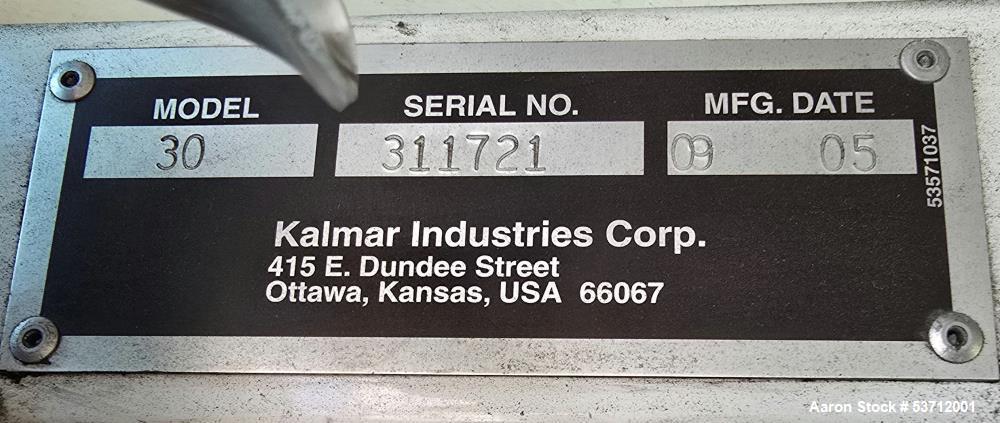 MODEL SERIAL NO. MFG. DATE
30 311721 09 05
53571037
Kalmar Industries Corp.
415 E. Dundee Street
Ottawa, Kansas, USA 66067
Aaron Stock # 53712001